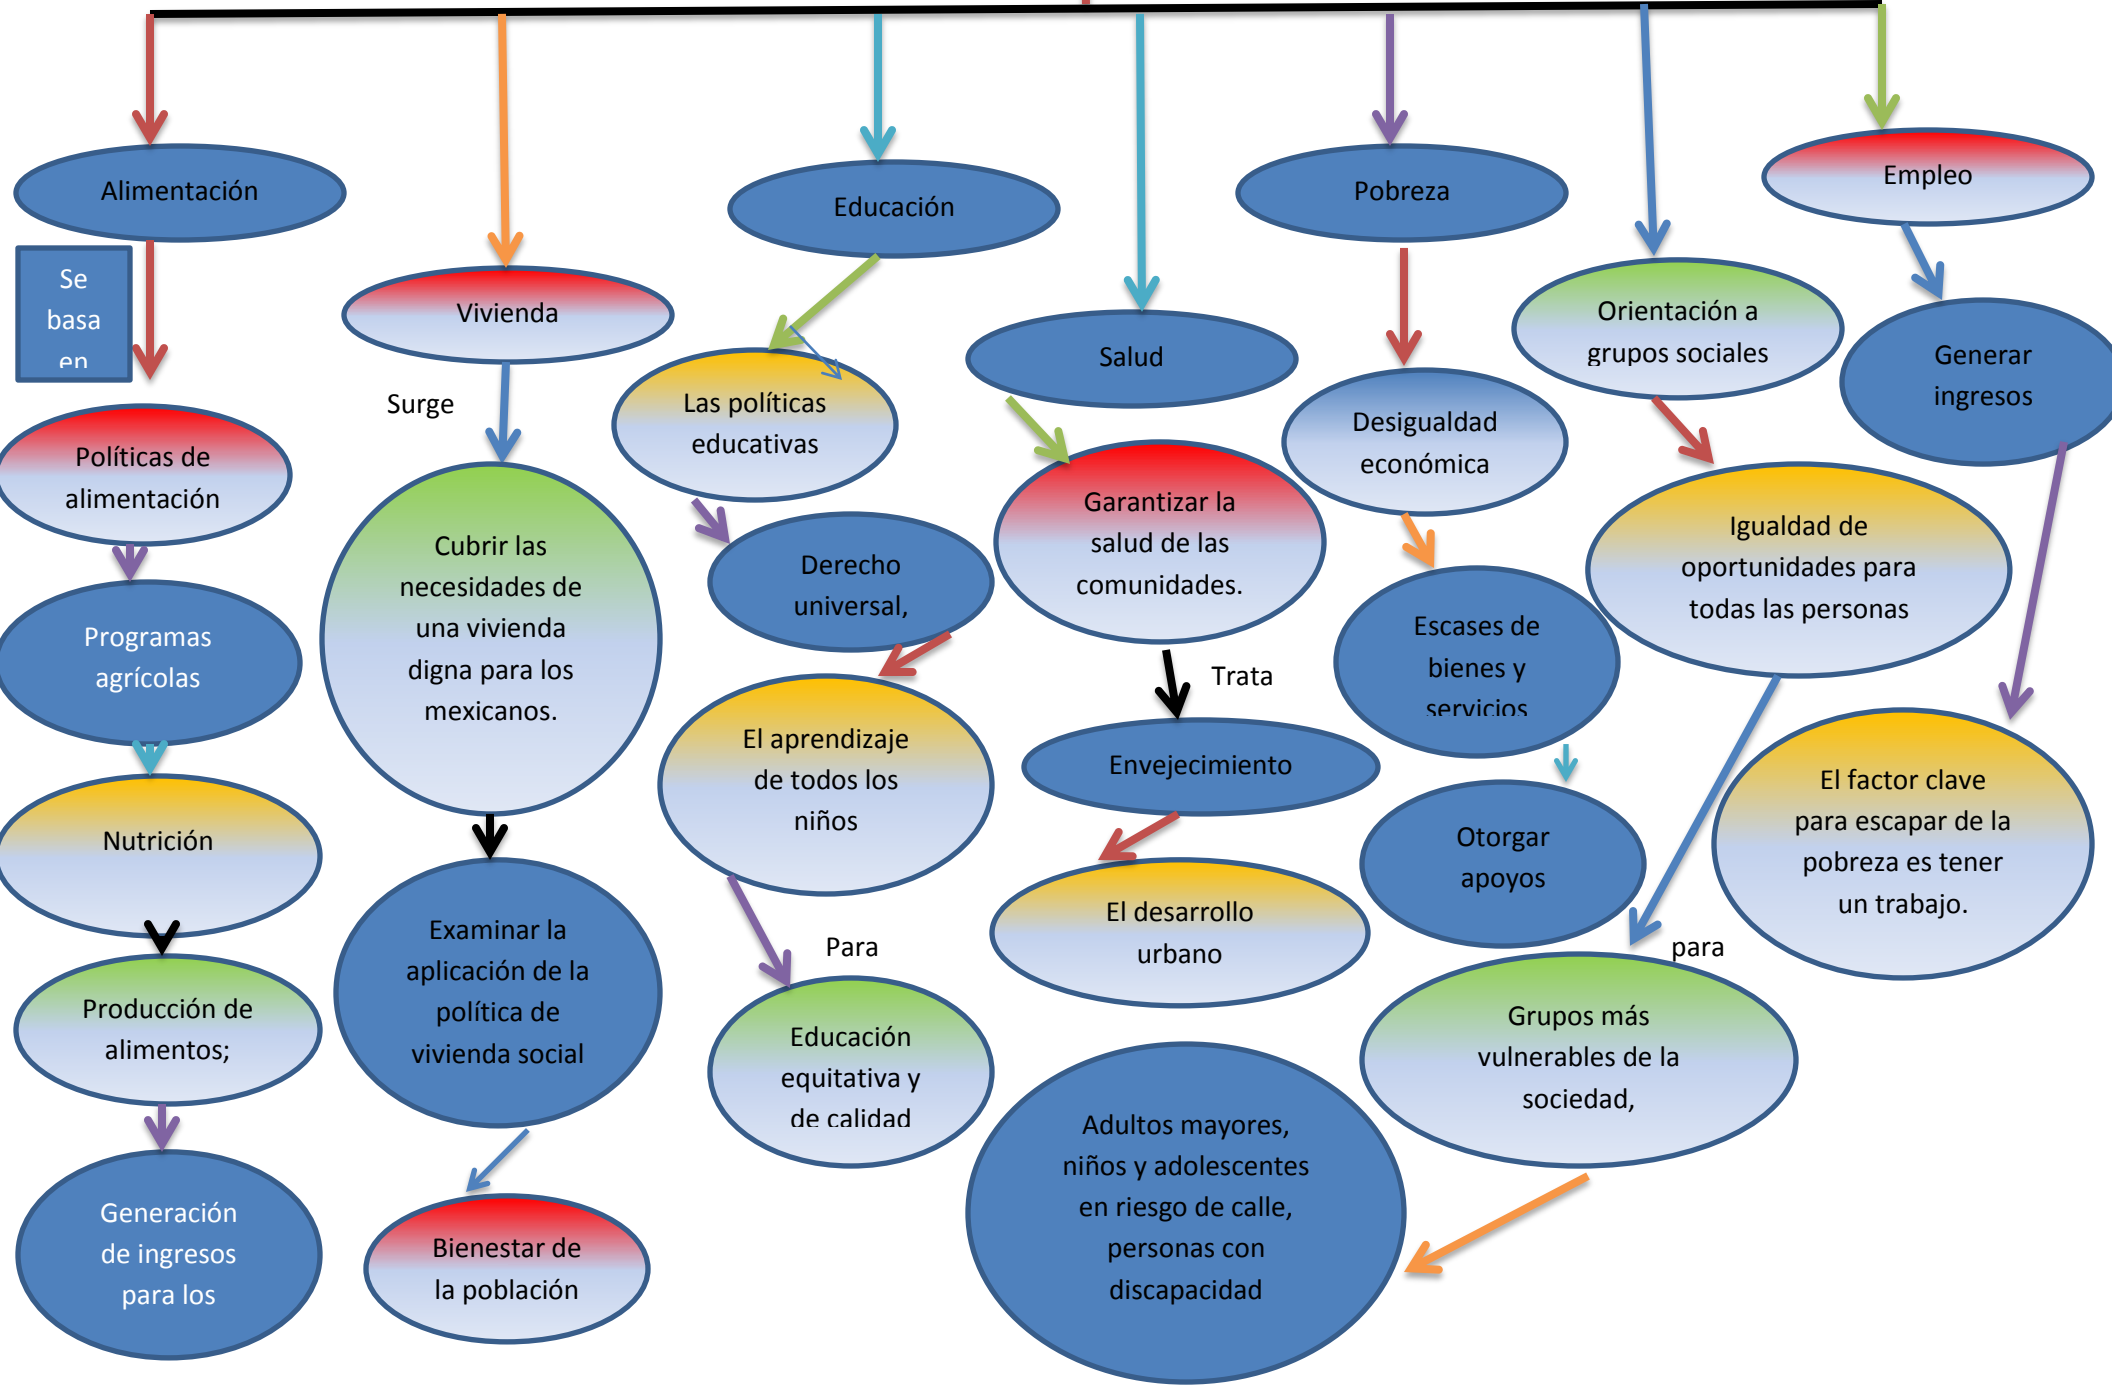 Alimentación
Se
basa
en
Políticas de
alimentación
Programas
agrícolas
Nutrición
Producción de
alimentos;
Generación
de ingresos
para los
Vivienda
Surge
Cubrir las
necesidades de
una vivienda
digna para los
mexicanos.
Examinar la
aplicación de la
política de
vivienda social
Bienestar de
la población
Educación
Las políticas
educativas
Derecho
universal,
El aprendizaje
de todos los
niños
Para
Educación
equitativa y
de calidad
Salud
Garantizar la
salud de las
comunidades.
Trata
Envejecimiento
El desarrollo
urbano
Pobreza
Desigualdad
económica
Escases de
bienes y
servicios
Otorgar
apoyos
Orientación a
grupos sociales
Igualdad de
oportunidades para
todas las personas
para
Grupos más
vulnerables de la
sociedad,
Adultos mayores,
niños y adolescentes
en riesgo de calle,
personas con
discapacidad
Empleo
Generar
ingresos
El factor clave
para escapar de la
pobreza es tener
un trabajo.